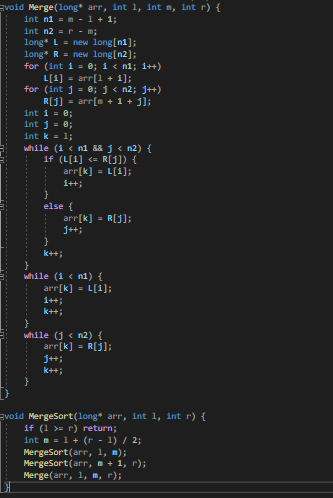 void Merge(long* arr, int l, int m, int r) {
    int n1 = m - l + 1;
    int n2 = r - m;
    long* L = new long[n1];
    long* R = new long[n2];
    for (int i = 0; i < n1; i++)
        L[i] = arr[l + i];
    for (int j = 0; j < n2; j++)
        R[j] = arr[m + 1 + j];
    int i = 0;
    int j = 0;
    int k = l;
    while (i < n1 && j < n2) {
        if (L[i] <= R[j]) {
            arr[k] = L[i];
            i++;
        }
        else {
            arr[k] = R[j];
            j++;
        }
        k++;
    }
    while (i < n1) {
        arr[k] = L[i];
        i++;
        k++;
    }
    while (j < n2) {
        arr[k] = R[j];
        j++;
        k++;
    }
}
void MergeSort(long* arr, int l, int r) {
    if (l >= r) return;
    int m = l + (r - l) / 2;
    MergeSort(arr, l, m);
    MergeSort(arr, m + 1, r);
    Merge(arr, l, m, r);
}